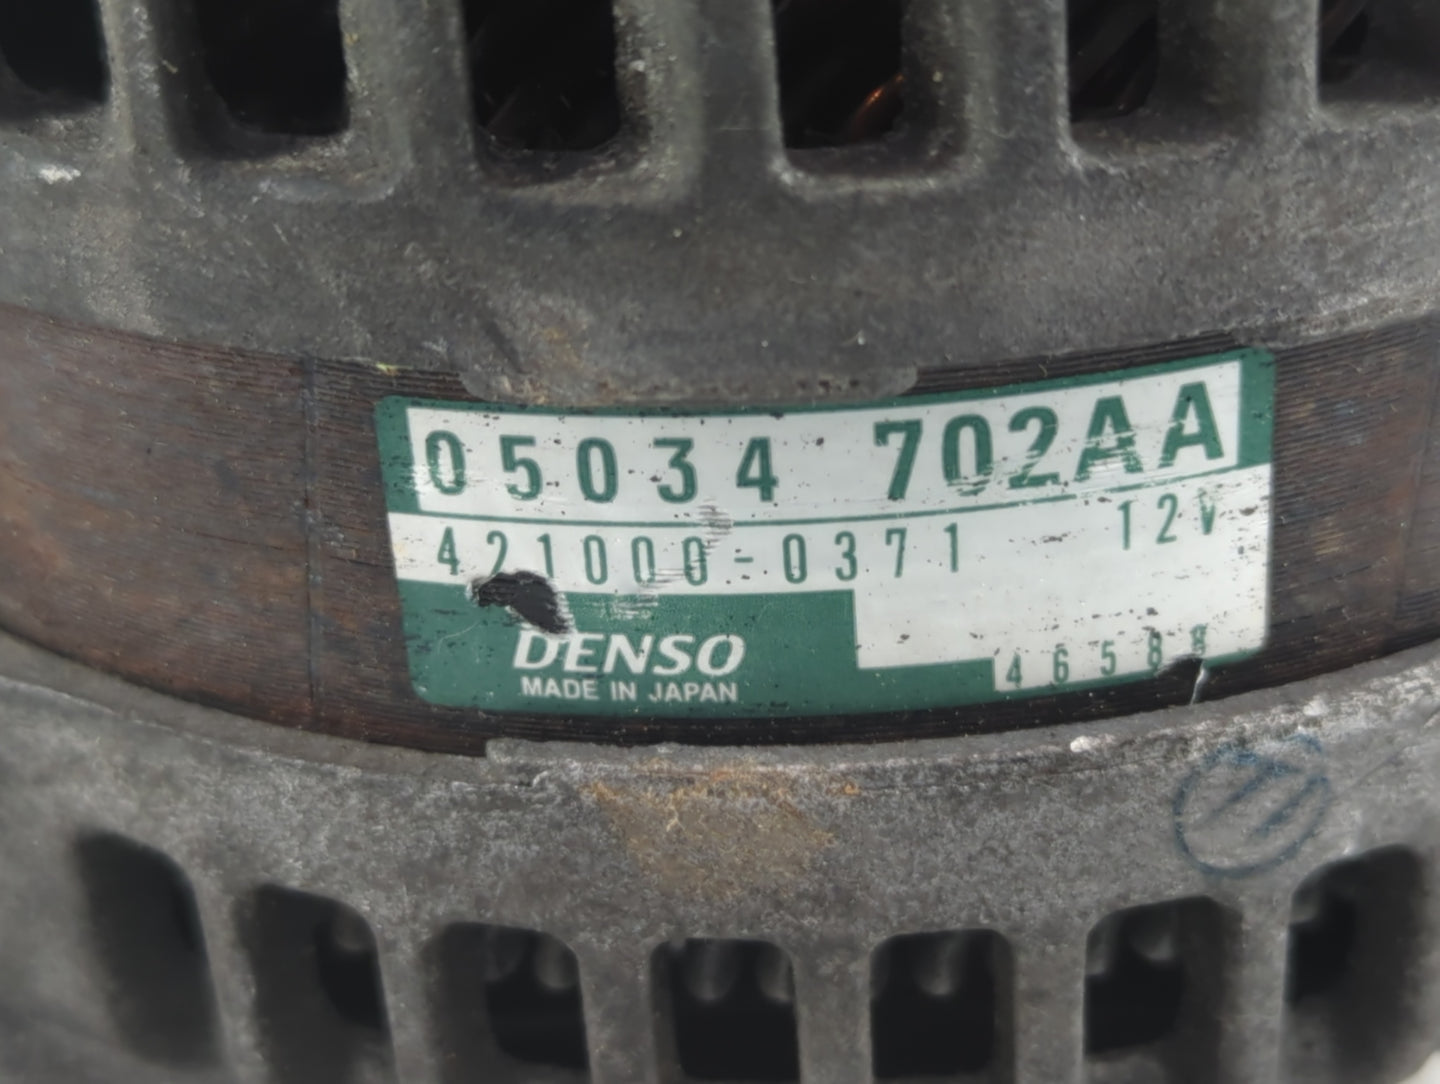 05034 702AA
421000-0371 12V
DENSO
MADE IN JAPAN
46588